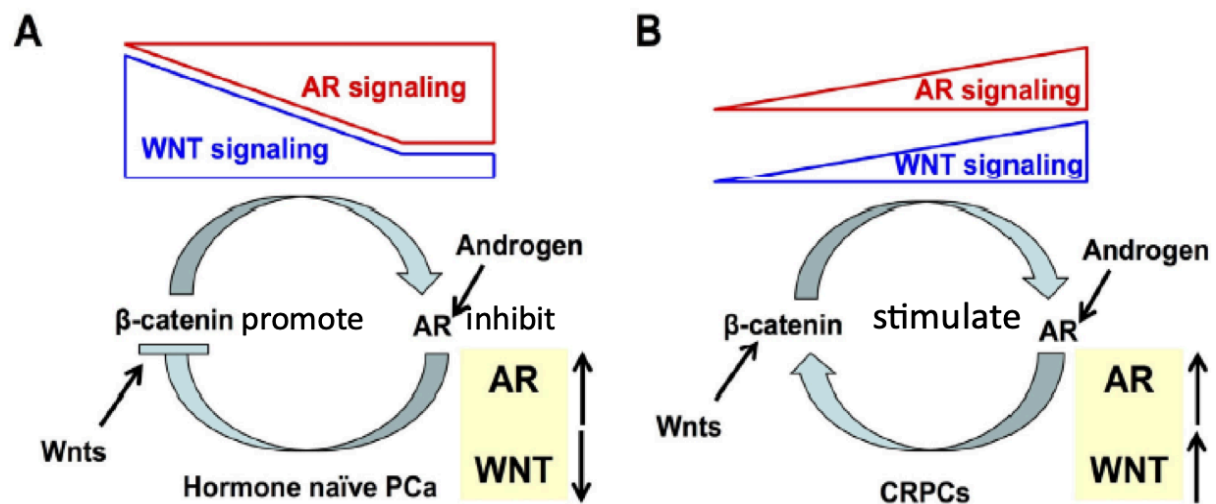 A
AR signaling
WNT signaling
Androgen
β-catenin promote
AR inhibit
Wnts
AR
WNT
Hormone naïve PCa
B
AR signaling
WNT signaling
Androgen
β-catenin
stimulate
AR
Wnts
AR
WNT
CRPCs